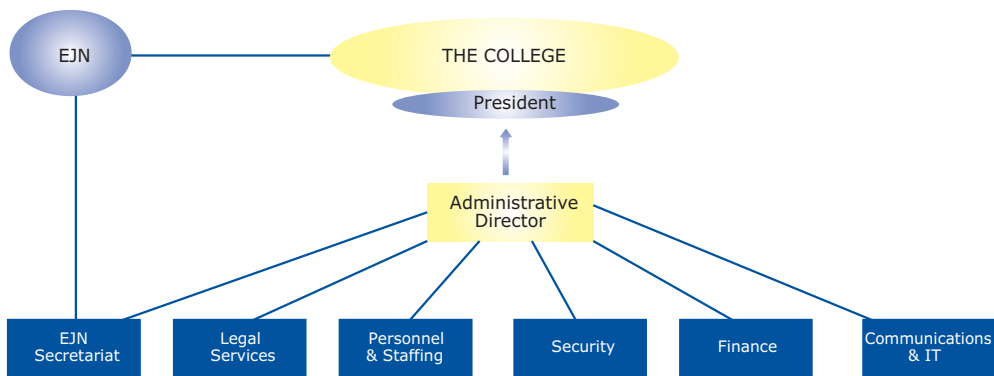 EJN
THE COLLEGE
President
Administrative
Director
EJN
Secretariat
Legal
Services
Personnel
& Staffing
Security
Finance
Communications
& IT